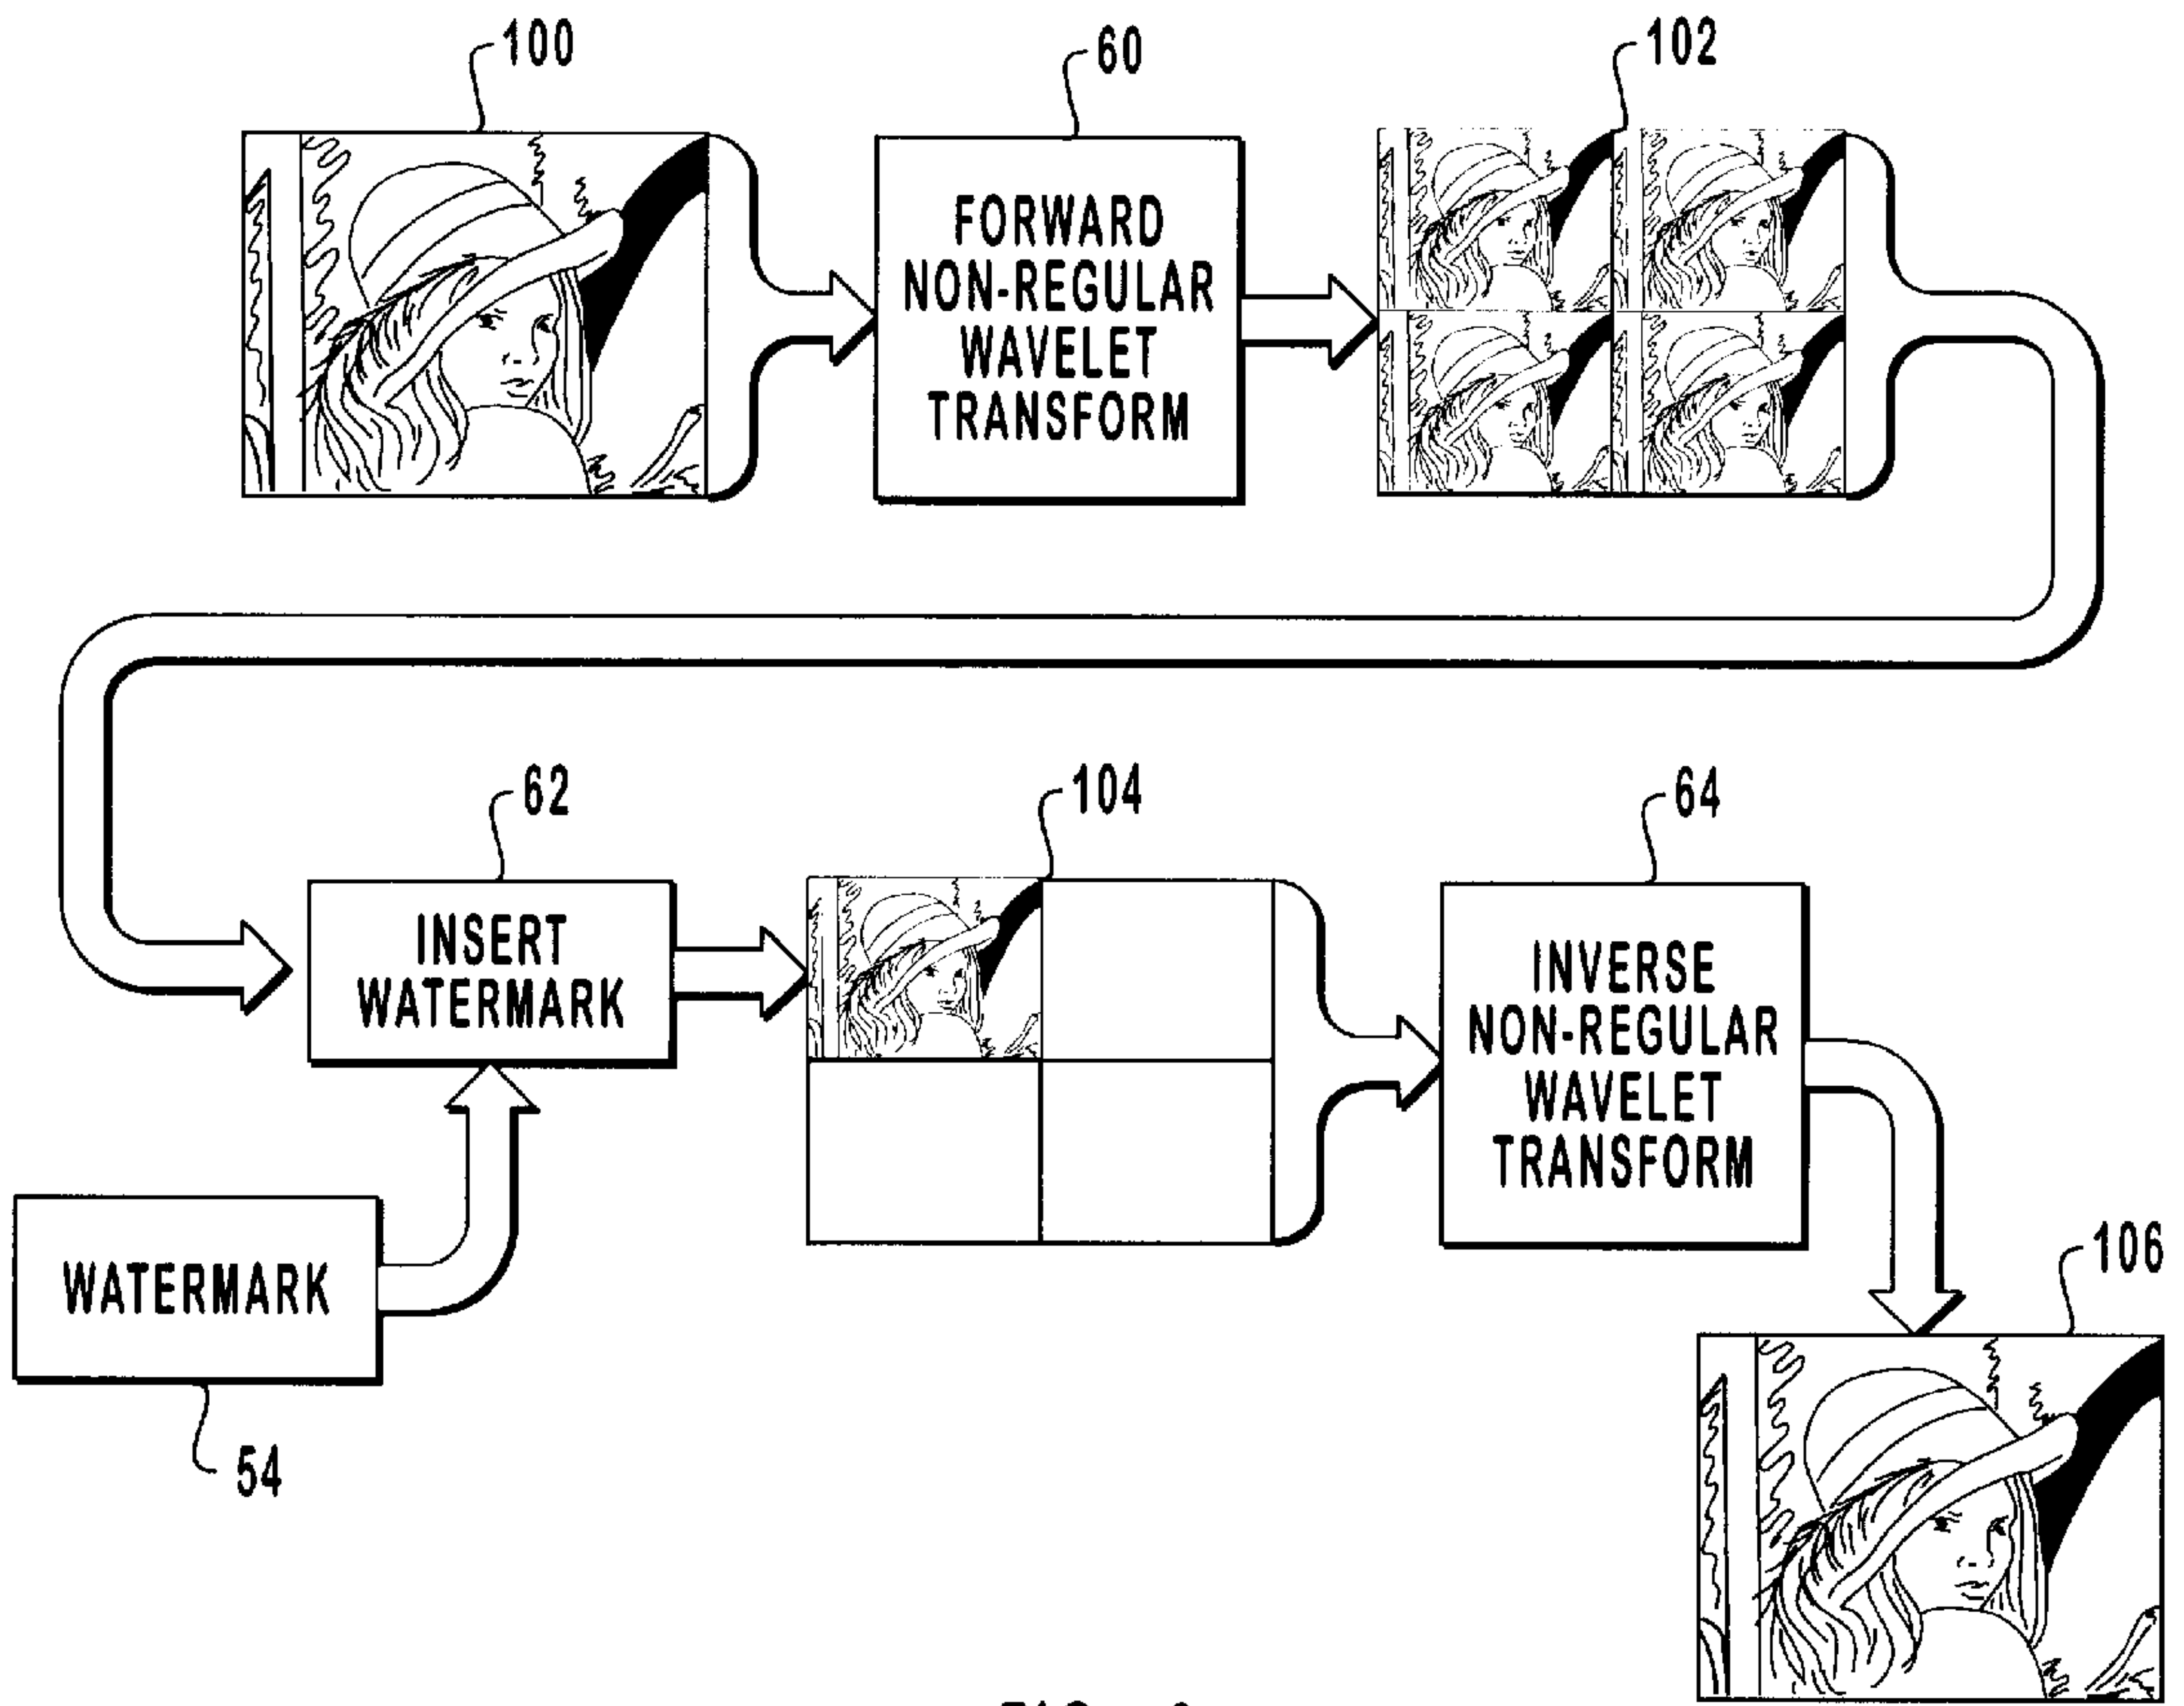 100
60
102
FORWARD
NON-REGULAR
WAVELET
TRANSFORM
62
104
64
INSERT
WATERMARK
INVERSE
NON-REGULAR
WAVELET
TRANSFORM
WATERMARK
54
106